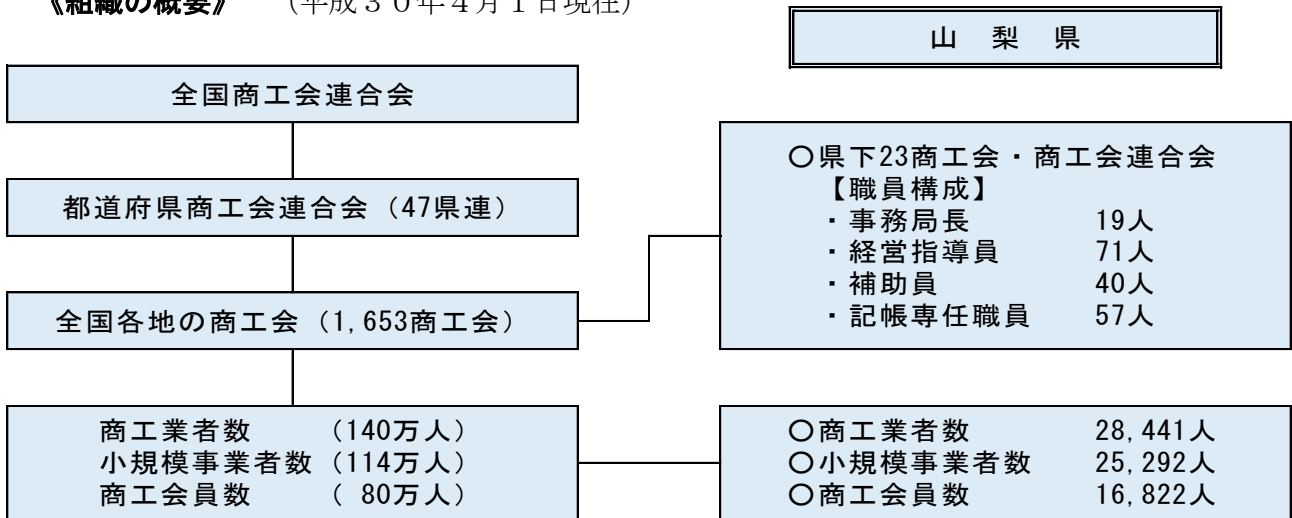 《組織の概要》　（平成３０年４月１日現在）
山　梨　県
全国商工会連合会
都道府県商工会連合会（47県連）
全国各地の商工会（1,653商工会）
商工業者数　　（140万人）
小規模事業者数（114万人）
商工会員数　　（ 80万人）
〇県下23商工会・商工会連合会
【職員構成】
・事務局長　　　19人
・経営指導員　　71人
・補助員　　　　40人
・記帳専任職員　57人
〇商工業者数　　　28,441人
〇小規模事業者数　25,292人
〇商工会員数　　　16,822人